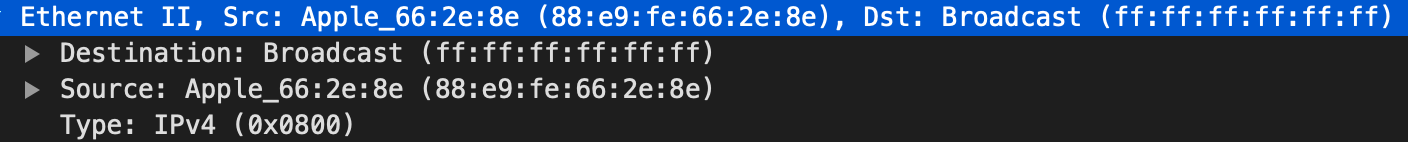 Ethernet II, Src: Apple_66:2e:8e (88:e9:fe:66:2e:8e), Dst: Broadcast (ff:ff:ff:ff:ff:ff)
Destination: Broadcast (ff:ff:ff:ff:ff:ff)
Source: Apple_66:2e:8e (88:e9:fe:66:2e:8e)
Type: IPv4 (0x0800)